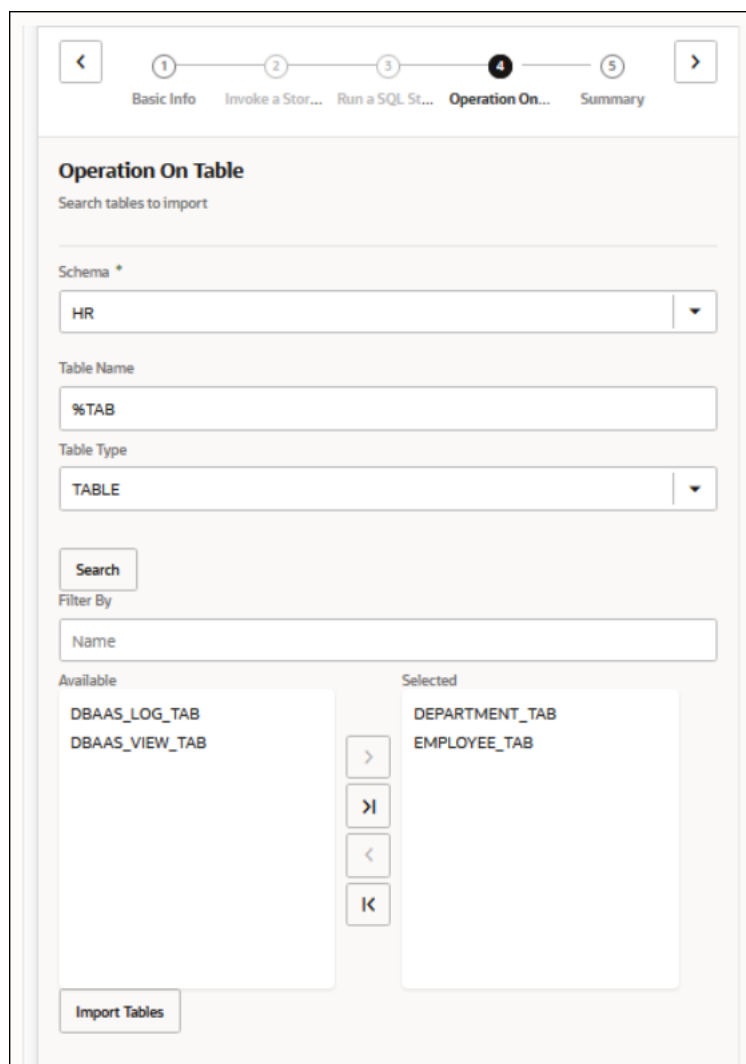 1 2 3 4 5
Basic Info Invoke a Stor... Run a SQL St... Operation On... Summary
Operation On Table
Search tables to import
Schema *
HR
Table Name
%TAB
Table Type
TABLE
Search
Filter By
Name
Available Selected
DBAAS_LOG_TAB DEPARTMENT_TAB
DBAAS_VIEW_TAB EMPLOYEE_TAB
Import Tables